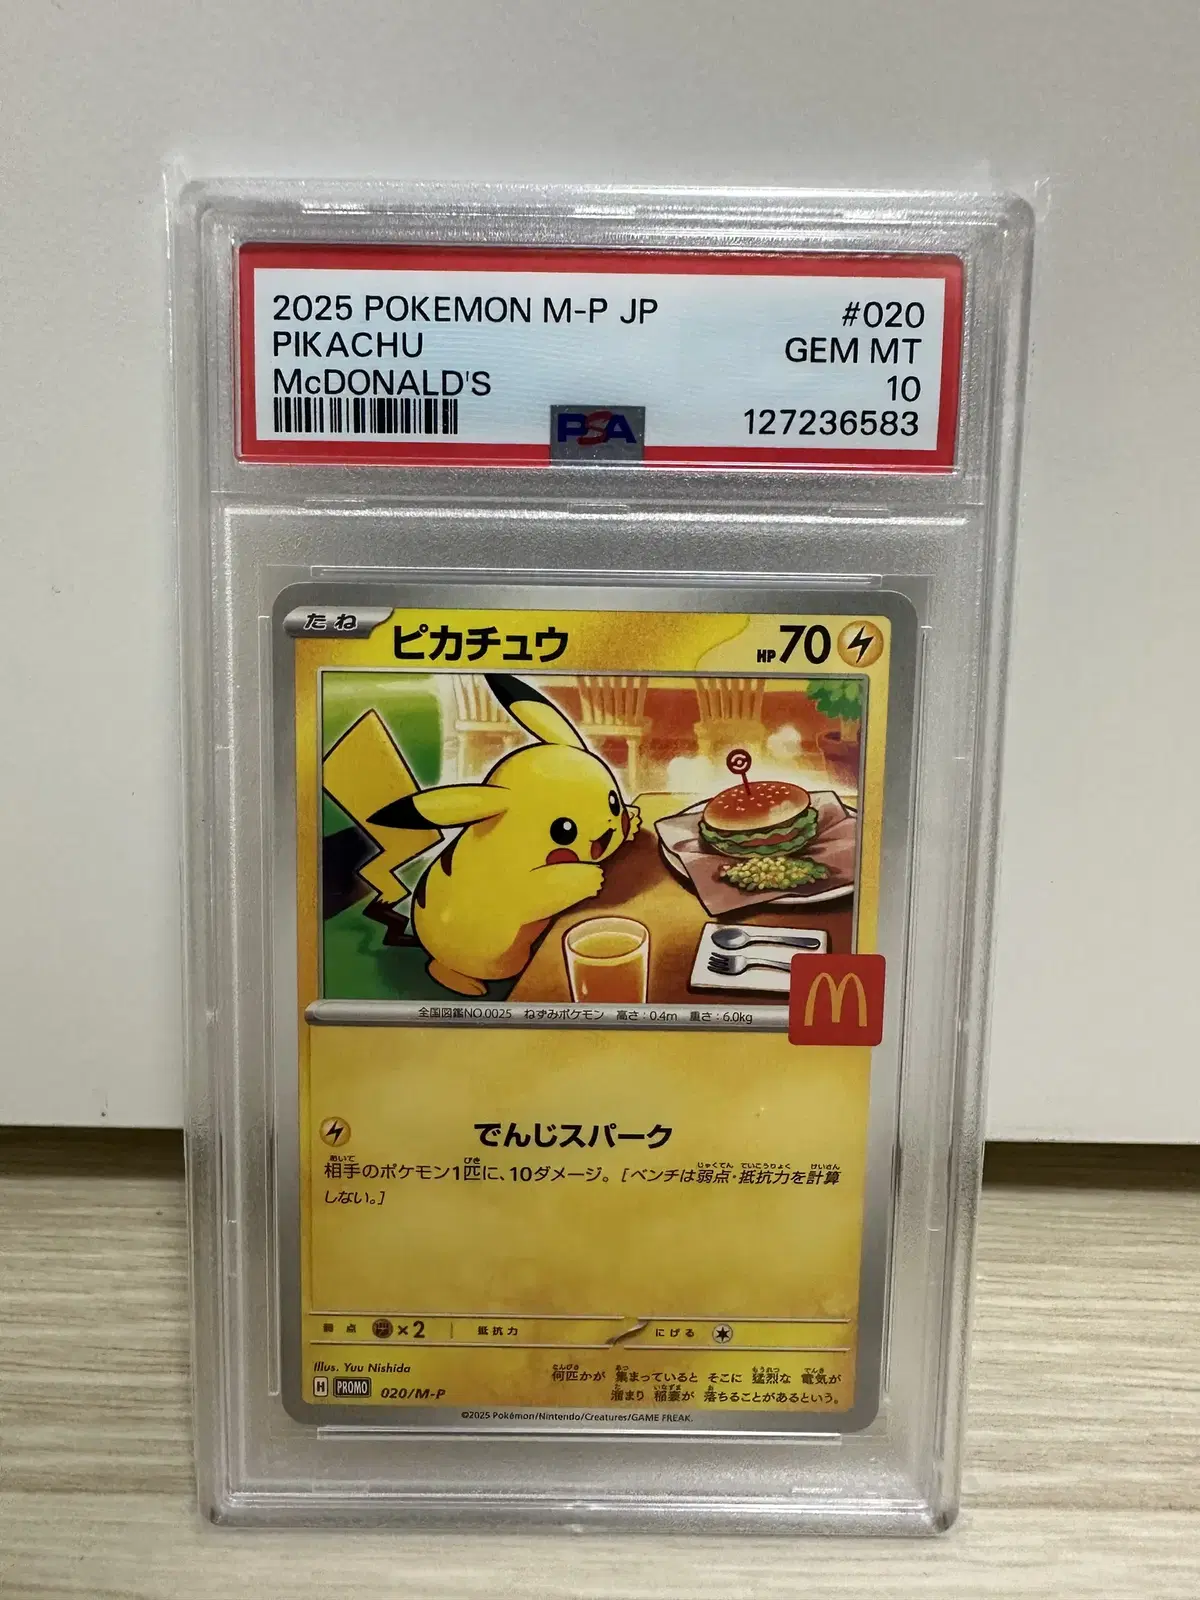 2025 POKEMON M-P JP #020
PIKACHU GEM MT
McDONALD'S 10
PSA 127236583
たね ピカチュウ HP 70
M
全国図鑑NO.0025 ねずみポケモン 高さ:0.4m 重さ:6.0kg
でんじスパーク
相手のポケモン1匹に、10ダメージ。[ベンチは弱点・抵抗力を計算
しない。]
弱点 ×2 抵抗力 にげる
Illus. Yuu Nishida
何匹かが 集まっていると そこに 猛烈な 電気が
H PROMO 020/M-P
溜まり 稲妻が 落ちることがあるという。
©2025 Pokémon/Nintendo/Creatures/GAME FREAK.